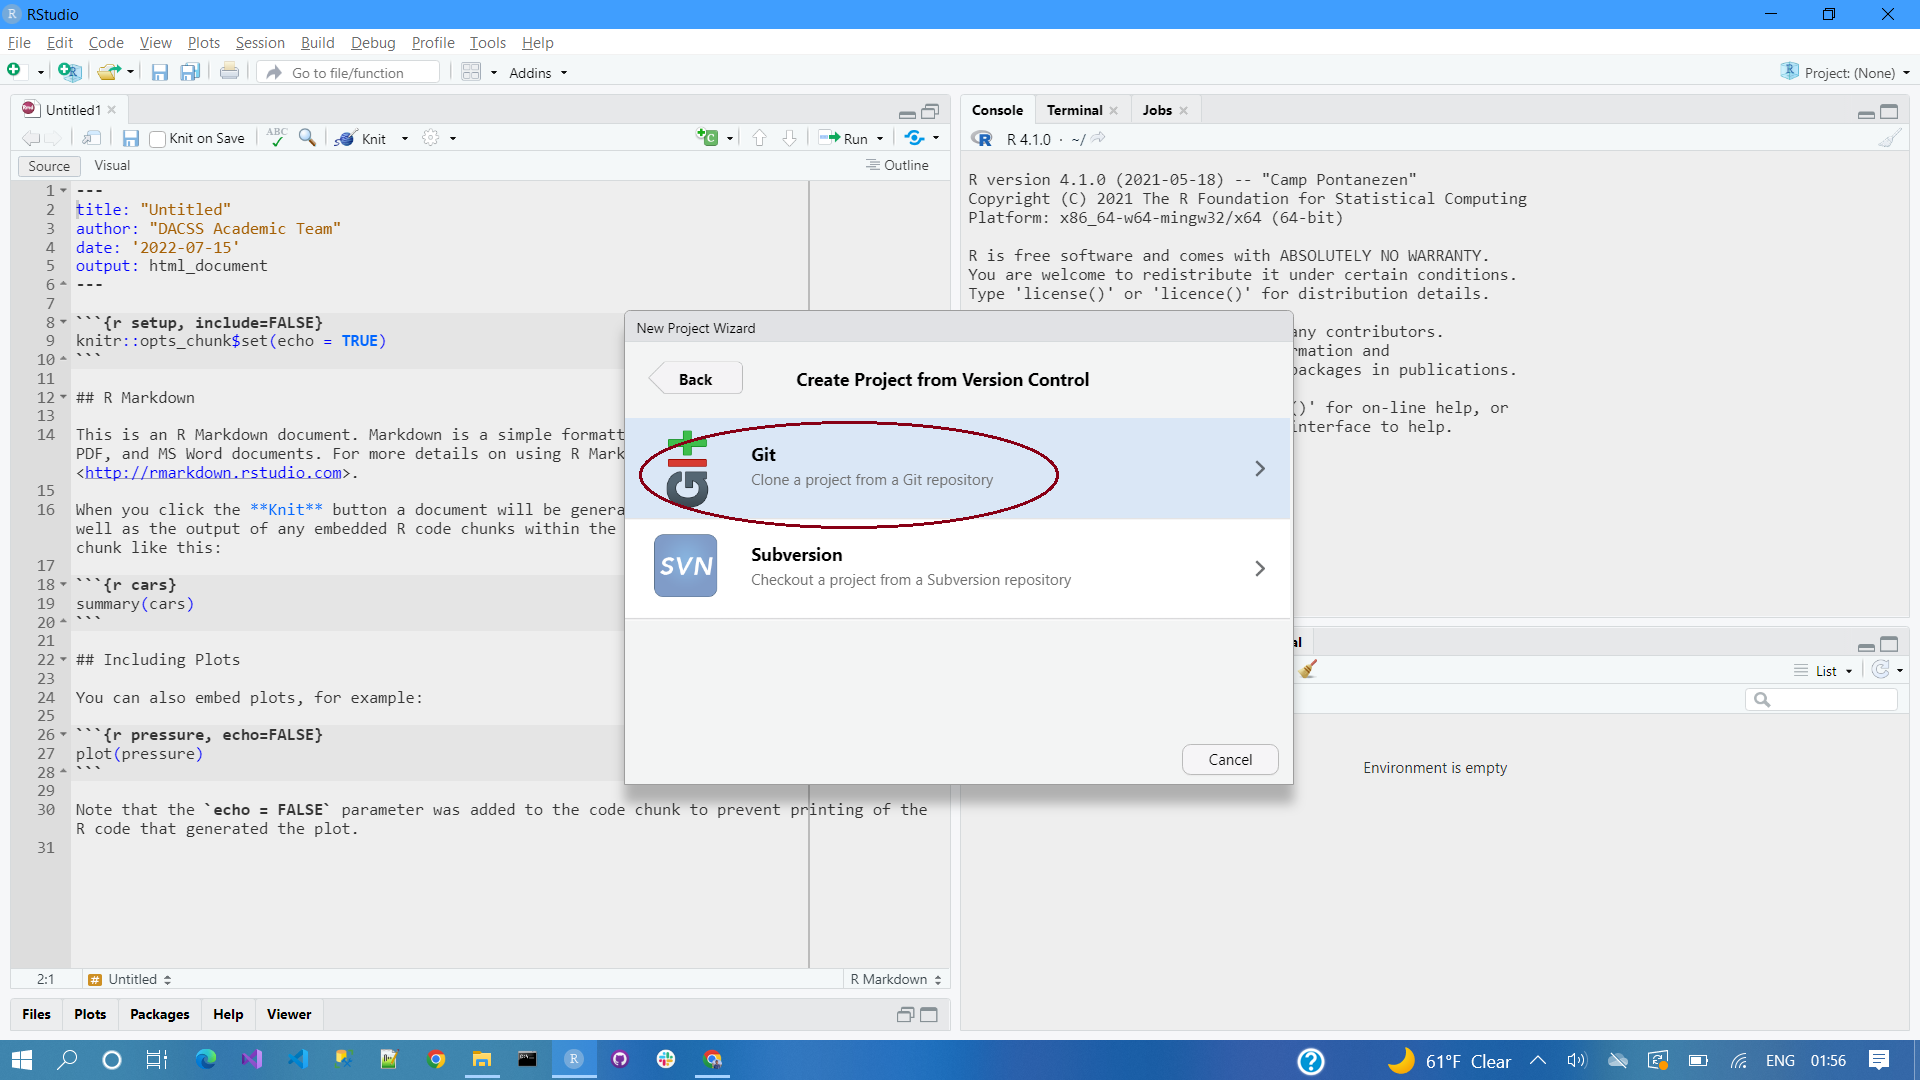 RStudio
File Edit Code View Plots Session Build Debug Profile Tools Help
Go to file/function Addins Project: (None)
Untitled1
Knit on Save ABC Knit Run
Source Visual Outline
1 ---
2 title: "Untitled"
3 author: "DACSS Academic Team"
4 date: '2022-07-15'
5 output: html_document
6 ---
7
8 ```{r setup, include=FALSE}
9 knitr::opts_chunk$set(echo = TRUE)
10 ```
11
12 ## R Markdown
13
14 This is an R Markdown document. Markdown is a simple formatt
PDF, and MS Word documents. For more details on using R Mark
<http://rmarkdown.rstudio.com>.
15
16 When you click the **Knit** button a document will be genera
well as the output of any embedded R code chunks within the
chunk like this:
17
18 ```{r cars}
19 summary(cars)
20 ```
21
22 ## Including Plots
23
24 You can also embed plots, for example:
25
26 ```{r pressure, echo=FALSE}
27 plot(pressure)
28 ```
29
30 Note that the `echo = FALSE` parameter was added to the code chunk to prevent printing of the
R code that generated the plot.
31
2:1 # Untitled R Markdown
Files Plots Packages Help Viewer
Console Terminal Jobs
R R 4.1.0 · ~/
R version 4.1.0 (2021-05-18) -- "Camp Pontanezen"
Copyright (C) 2021 The R Foundation for Statistical Computing
Platform: x86_64-w64-mingw32/x64 (64-bit)
R is free software and comes with ABSOLUTELY NO WARRANTY.
You are welcome to redistribute it under certain conditions.
Type 'license()' or 'licence()' for distribution details.
any contributors.
rmation and
packages in publications.
()' for on-line help, or
interface to help.
New Project Wizard
Back Create Project from Version Control
git
Git
Clone a project from a Git repository
SVN
Subversion
Checkout a project from a Subversion repository
Cancel
al
List
Environment is empty
61°F Clear ENG 01:56